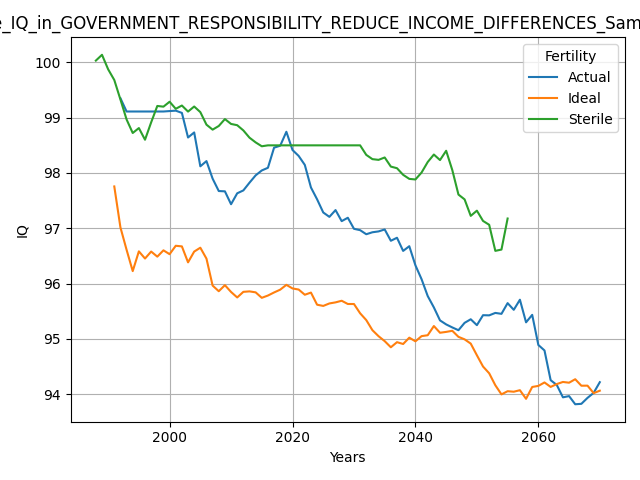 e_IQ_in_GOVERNMENT_RESPONSIBILITY_REDUCE_INCOME_DIFFERENCES_Sam
Fertility
Actual
Ideal
Sterile
IQ
100
99
98
97
96
95
94
2000
2020
2040
2060
Years